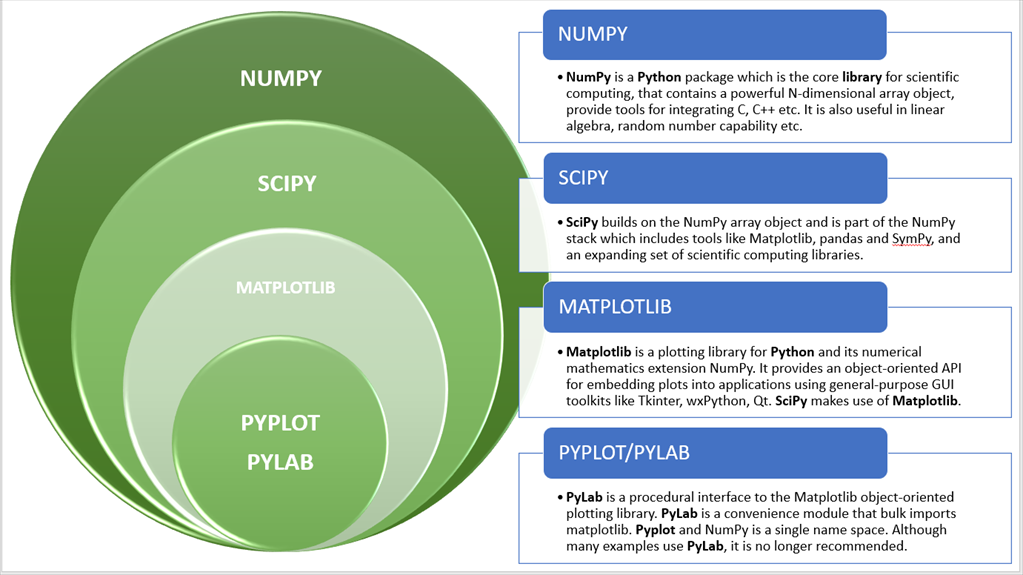 NUMPY
SCIPY
MATPLOTLIB
PYPLOT
PYLAB
NUMPY
• NumPy is a Python package which is the core library for scientific
computing, that contains a powerful N-dimensional array object,
provide tools for integrating C, C++ etc. It is also useful in linear
algebra, random number capability etc.
SCIPY
• SciPy builds on the NumPy array object and is part of the NumPy
stack which includes tools like Matplotlib, pandas and SymPy, and
an expanding set of scientific computing libraries.
MATPLOTLIB
• Matplotlib is a plotting library for Python and its numerical
mathematics extension NumPy. It provides an object-oriented API
for embedding plots into applications using general-purpose GUI
toolkits like Tkinter, wxPython, Qt. SciPy makes use of Matplotlib.
PYPLOT/PYLAB
• PyLab is a procedural interface to the Matplotlib object-oriented
plotting library. PyLab is a convenience module that bulk imports
matplotlib. Pyplot and NumPy is a single name space. Although
many examples use PyLab, it is no longer recommended.